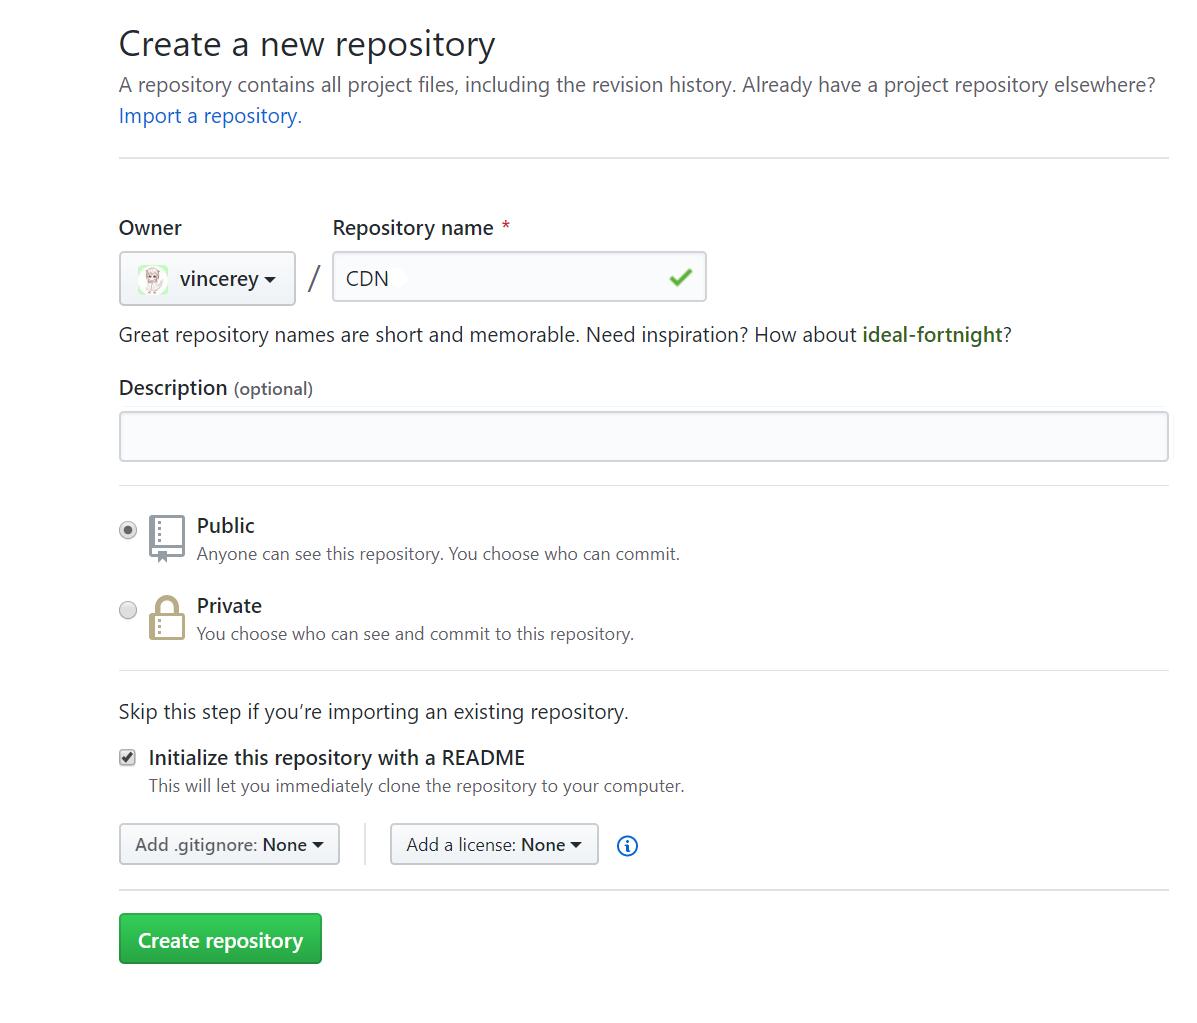 Create a new repository
A repository contains all project files, including the revision history. Already have a project repository elsewhere?
Import a repository.
Owner
Repository name *
vincerey / CDN
Great repository names are short and memorable. Need inspiration? How about ideal-fortnight?
Description (optional)
Public
Anyone can see this repository. You choose who can commit.
Private
You choose who can see and commit to this repository.
Skip this step if you’re importing an existing repository.
Initialize this repository with a README
This will let you immediately clone the repository to your computer.
Add .gitignore: None
Add a license: None
Create repository